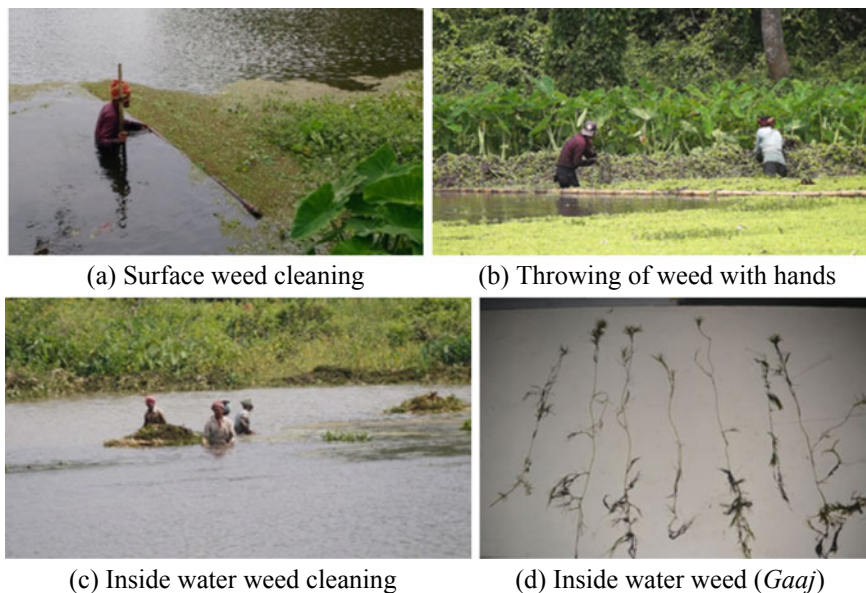 (a) Surface weed cleaning
(b) Throwing of weed with hands
(c) Inside water weed cleaning
(d) Inside water weed (Gaaj)